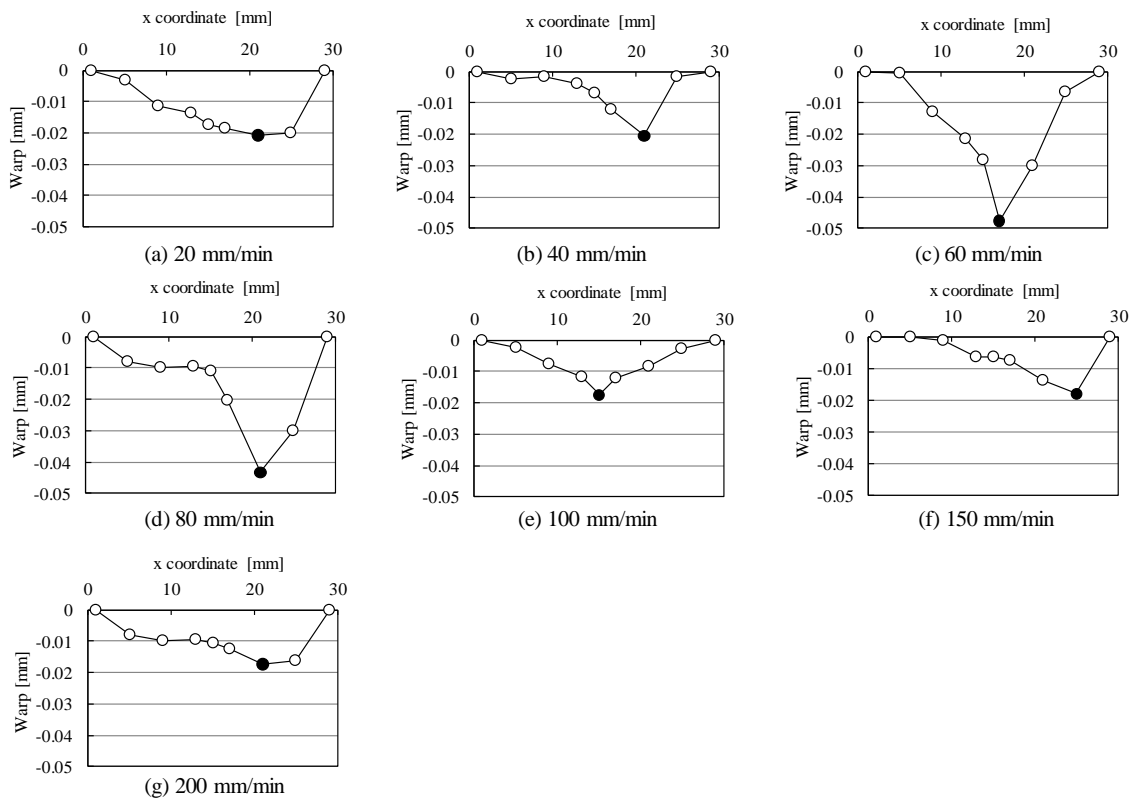 x coordinate [mm]
0 10 20 30
0
-0.01
-0.02
-0.03
-0.04
-0.05
Warp [mm]
(a) 20 mm/min
x coordinate [mm]
0 10 20 30
0
-0.01
-0.02
-0.03
-0.04
-0.05
Warp [mm]
(b) 40 mm/min
x coordinate [mm]
0 10 20 30
0
-0.01
-0.02
-0.03
-0.04
-0.05
Warp [mm]
(c) 60 mm/min
x coordinate [mm]
0 10 20 30
0
-0.01
-0.02
-0.03
-0.04
-0.05
Warp [mm]
(d) 80 mm/min
x coordinate [mm]
0 10 20 30
0
-0.01
-0.02
-0.03
-0.04
-0.05
Warp [mm]
(e) 100 mm/min
x coordinate [mm]
0 10 20 30
0
-0.01
-0.02
-0.03
-0.04
-0.05
Warp [mm]
(f) 150 mm/min
x coordinate [mm]
0 10 20 30
0
-0.01
-0.02
-0.03
-0.04
-0.05
Warp [mm]
(g) 200 mm/min